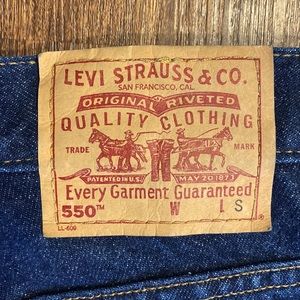 LEVI STRAUSS & CO.
SAN FRANCISCO, CAL.
ORIGINAL RIVETED
QUALITY CLOTHING
TRADE MARK
PATENTED IN U.S. MAY 20 1873
Every Garment Guaranteed
550™ W L S
LL-600 ®